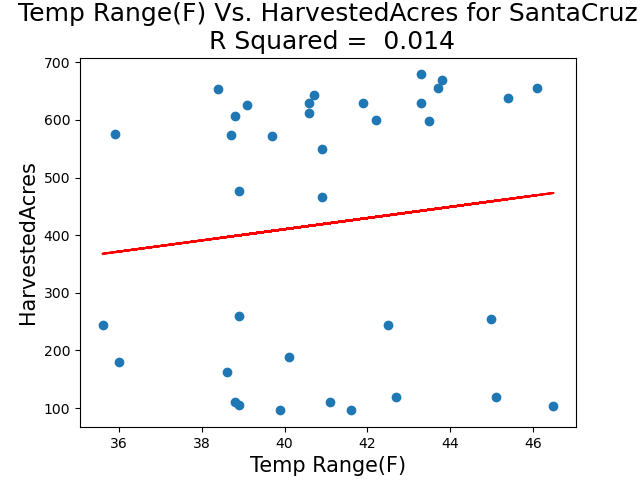 Temp Range(F) Vs. HarvestedAcres for SantaCruz
R Squared =  0.014
700
600
500
400
300
200
100
HarvestedAcres
36 38 40 42 44 46
Temp Range(F)